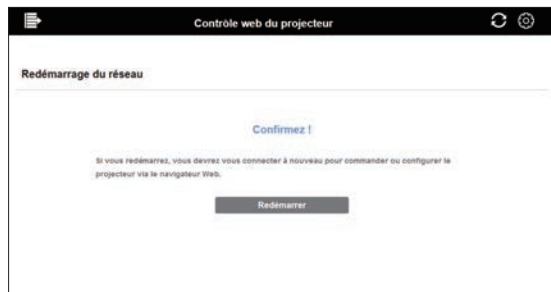 Contrôle web du projecteur
Redémarrage du réseau
Confirmez !
Si vous redémarrez, vous devrez vous connecter à nouveau pour commander ou configurer le
projecteur via le navigateur Web.
Redémarrer